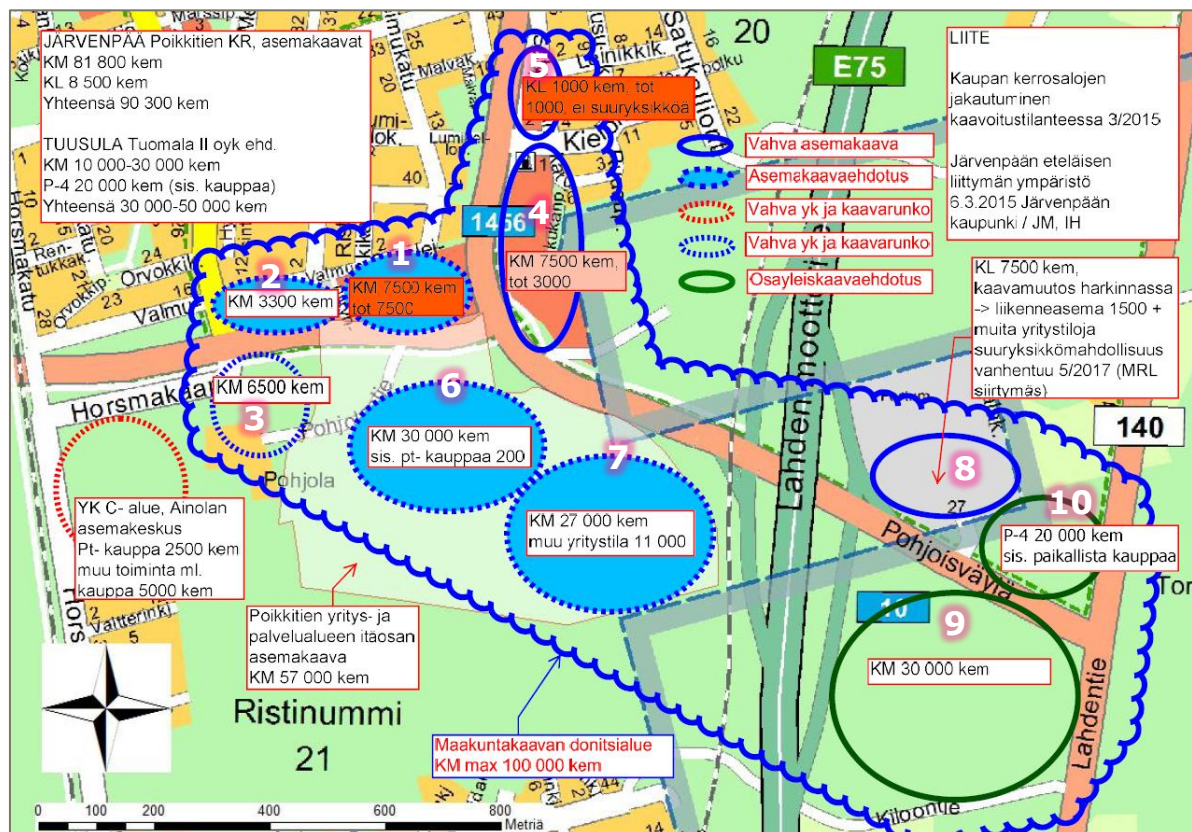 JÄRVENPÄÄ Poikkitien KR, asemakaavat
KM 81 800 kem
KL 8 500 kem
Yhteensä 90 300 kem
TUUSULA Tuomala II oyk ehd.
KM 10 000-30 000 kem
P-4 20 000 kem (sis. kauppaa)
Yhteensä 30 000-50 000 kem
LIITE
Kaupan kerrosalojen
jakautuminen
kaavoitustilanteessa 3/2015
Järvenpään eteläisen
liittymän ympäristö
6.3.2015 Järvenpään
kaupunki / JM, IH
Vahva asemakaava
Asemakaavaehdotus
Vahva yk ja kaavarunko
Vahva yk ja kaavarunko
Osayleiskaavaehdotus
20
E75
5
KL 1000 kem, tot
1000, ei suuryksikköä
4
1456
KM 7500 kem,
tot 3000
1
KM 7500 kem
tot 7500
2
KM 3300 kem
3
KM 6500 kem
6
KM 30 000 kem
sis. pt- kauppaa 200
7
KM 27 000 kem
muu yritystila 11 000
KL 7500 kem,
kaavamuutos harkinnassa
-> liikenneasema 1500 +
muita yritystiloja
suuryksikkömahdollisuus
vanhentuu 5/2017 (MRL
siirtymäs)
140
8
27
10
P-4 20 000 kem
sis. paikallista kauppaa
9
10
KM 30 000 kem
YK C- alue, Ainolan
asemakeskus
Pt- kauppa 2500 kem
muu toiminta ml.
kauppa 5000 kem
Poikkitien yritys- ja
palvelualueen itäosan
asemakaava
KM 57 000 kem
Maakuntakaavan donitsialue
KM max 100 000 kem
Ristinummi
21
Horsmakatu
Horsmakaari
Pohjola
Pohjoisväylä
Lahdentie
Kiloontie
0 100 200 400 600 800
Metriä